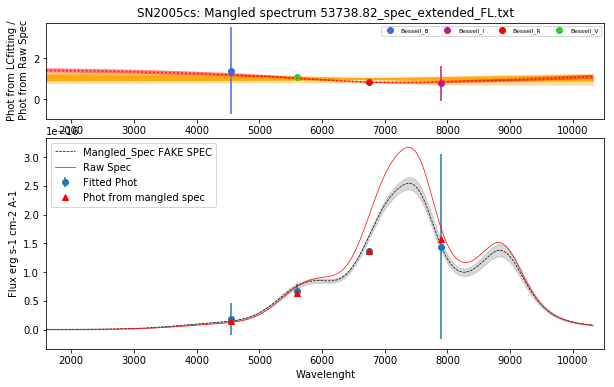 SN2005cs: Mangled spectrum 53738.82_spec_extended_FL.txt
Phot from LCfitting /
Phot from Raw Spec
2
0
Bessell_B Bessell_I Bessell_R Bessell_V
2000 3000 4000 5000 6000 7000 8000 9000 10000
1e-16
Flux erg s-1 cm-2 A-1
3.0
2.5
2.0
1.5
1.0
0.5
0.0
Mangled_Spec FAKE SPEC
Raw Spec
Fitted Phot
Phot from mangled spec
2000 3000 4000 5000 6000 7000 8000 9000 10000
Wavelenght